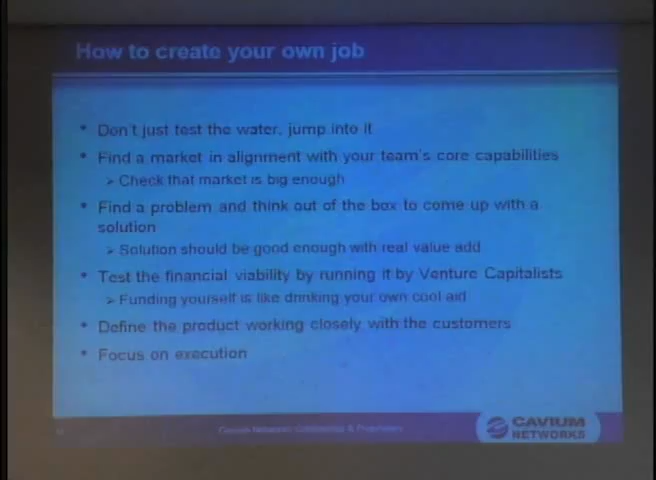 How to create your own job
• Don't just test the water, jump into it
• Find a market in alignment with your team's core capabilities
➢ Check that market is big enough
• Find a problem and think out of the box to come up with a
solution
➢ Solution should be good enough with real value add
• Test the financial viability by running it by Venture Capitalists
➢ Funding yourself is like drinking your own cool aid
• Define the product working closely with the customers
• Focus on execution
Cavium Networks Confidential & Proprietary
CAVIUM
NETWORKS